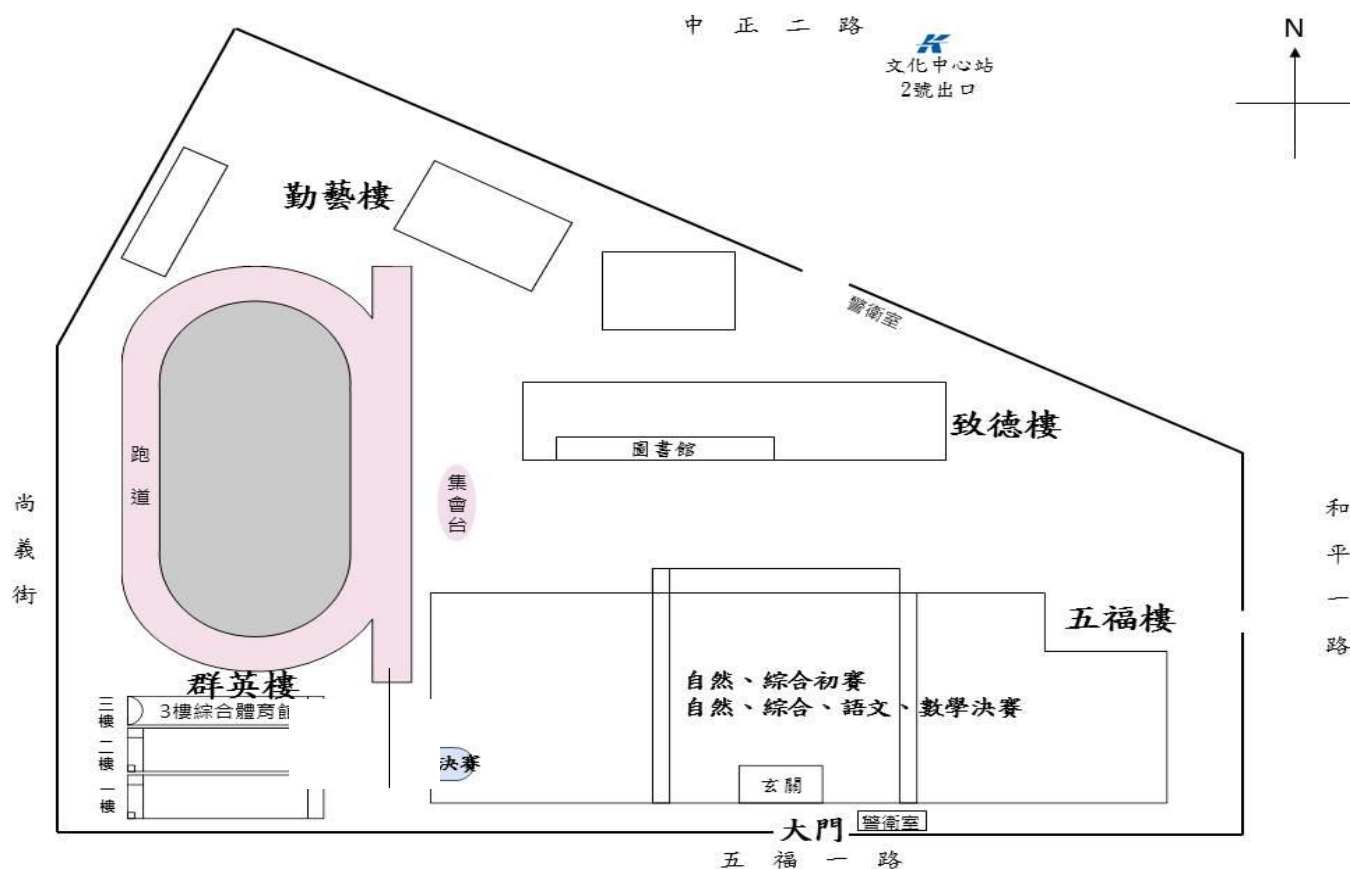 中正二路
N
文化中心站
2號出口
勤藝樓
警衛室
致德樓
圖書館
跑道
集會台
尚義街
和平一路
五福樓
群英樓
自然、綜合初賽
自然、綜合、語文、數學決賽
三樓
3樓綜合體育館
二樓
決賽
一樓
玄關
大門
警衛室
五福一路